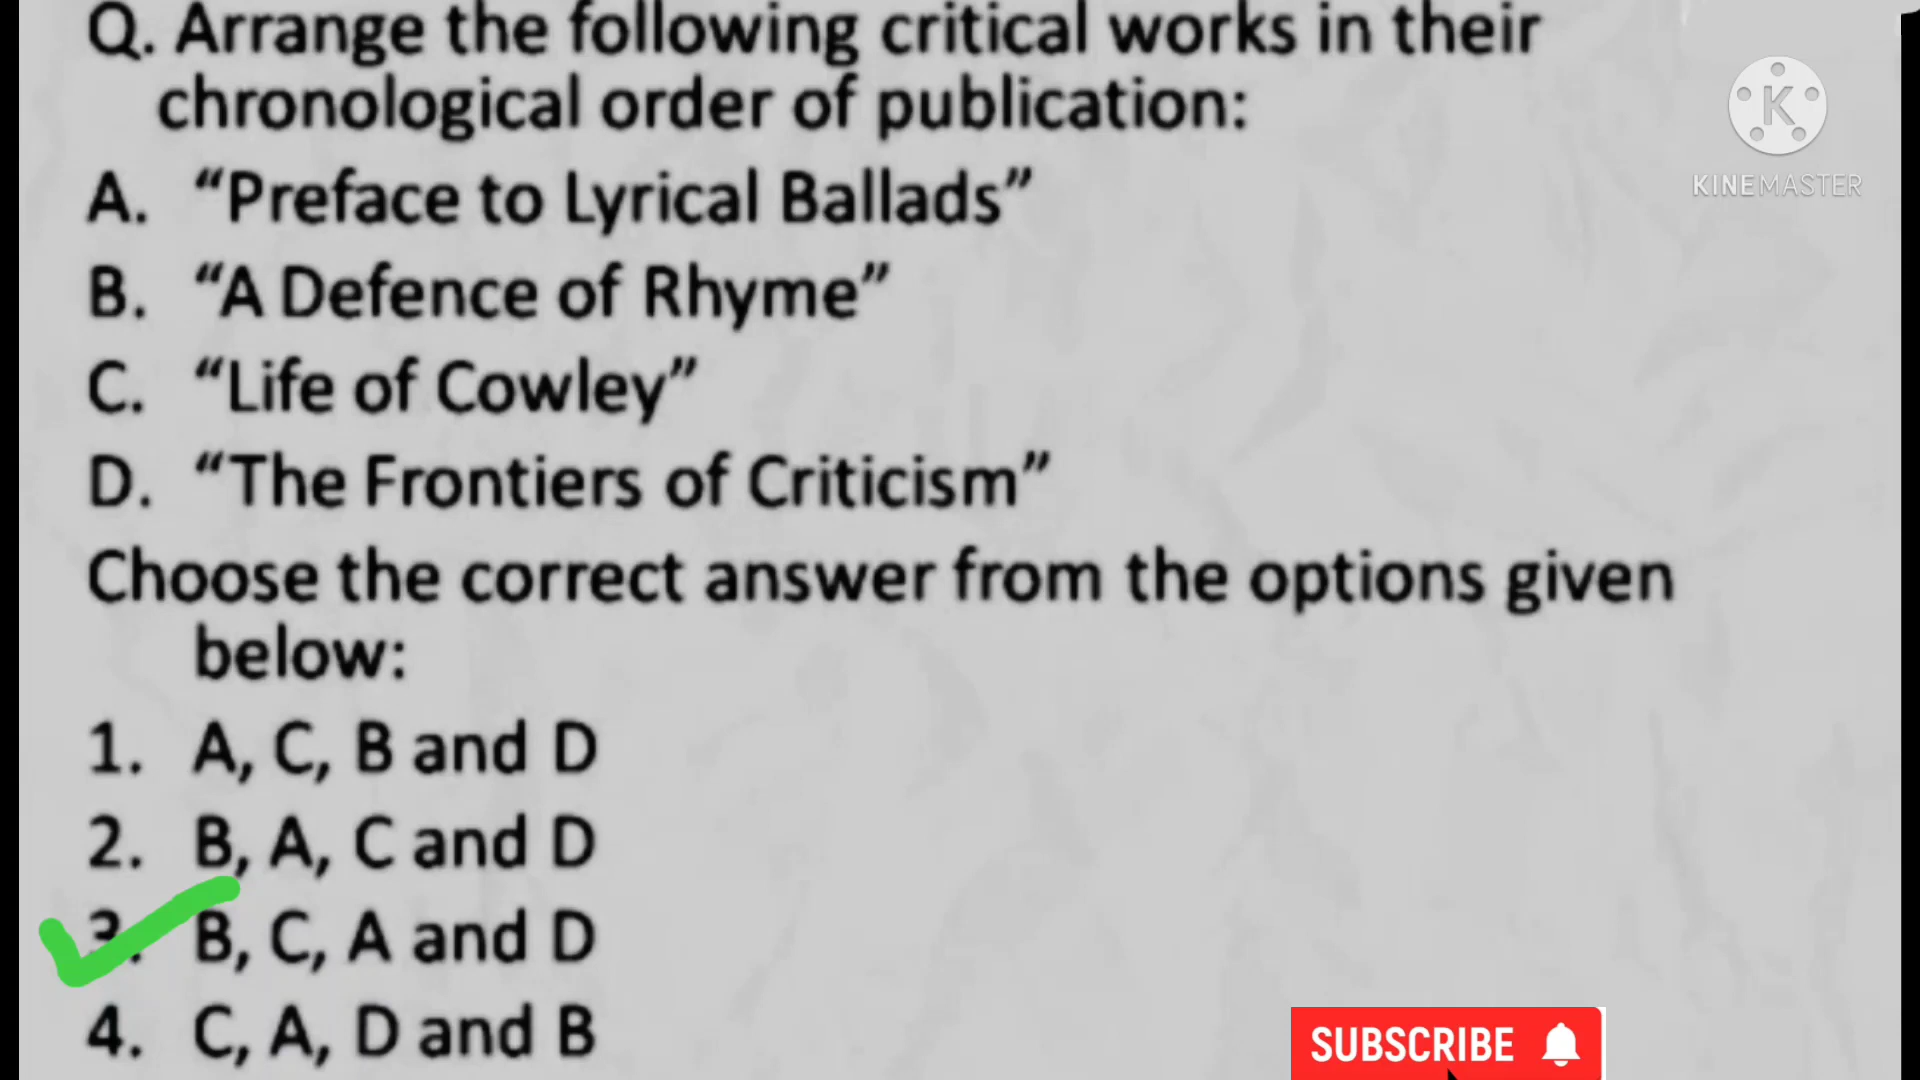 Q. Arrange the following critical works in their
chronological order of publication:
KINEMASTER
A. “Preface to Lyrical Ballads”
B. “A Defence of Rhyme”
C. “Life of Cowley”
D. “The Frontiers of Criticism”
Choose the correct answer from the options given
below:
1. A, C, B and D
2. B, A, C and D
3. B, C, A and D
4. C, A, D and B
SUBSCRIBE